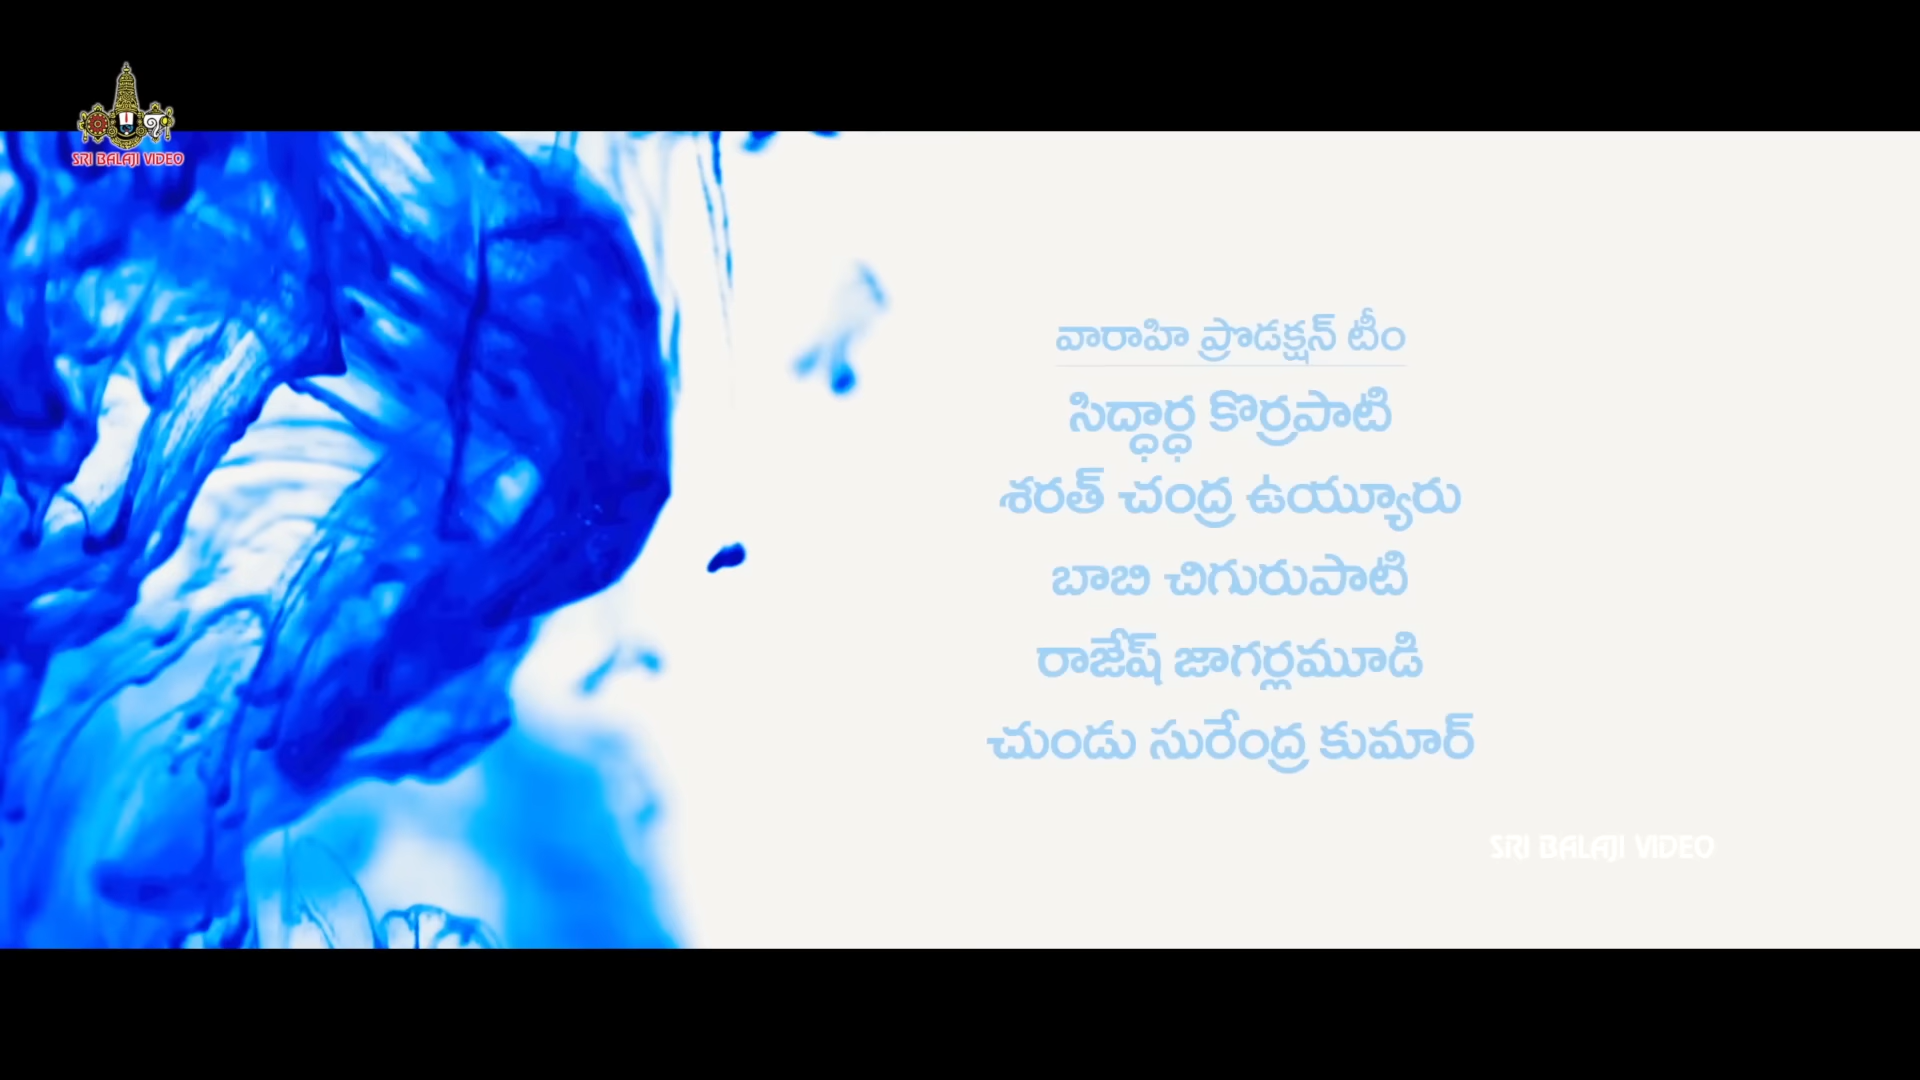 SRI BALAJI VIDEO
వారాహి ప్రొడక్షన్ టీం
సిద్ధార్ధ కొర్రపాటి
శరత్ చంద్ర ఉయ్యూరు
బాబి చిగురుపాటి
రాజేష్ జాగర్లమూడి
చుండు సురేంద్ర కుమార్
SRI BALAJI VIDEO